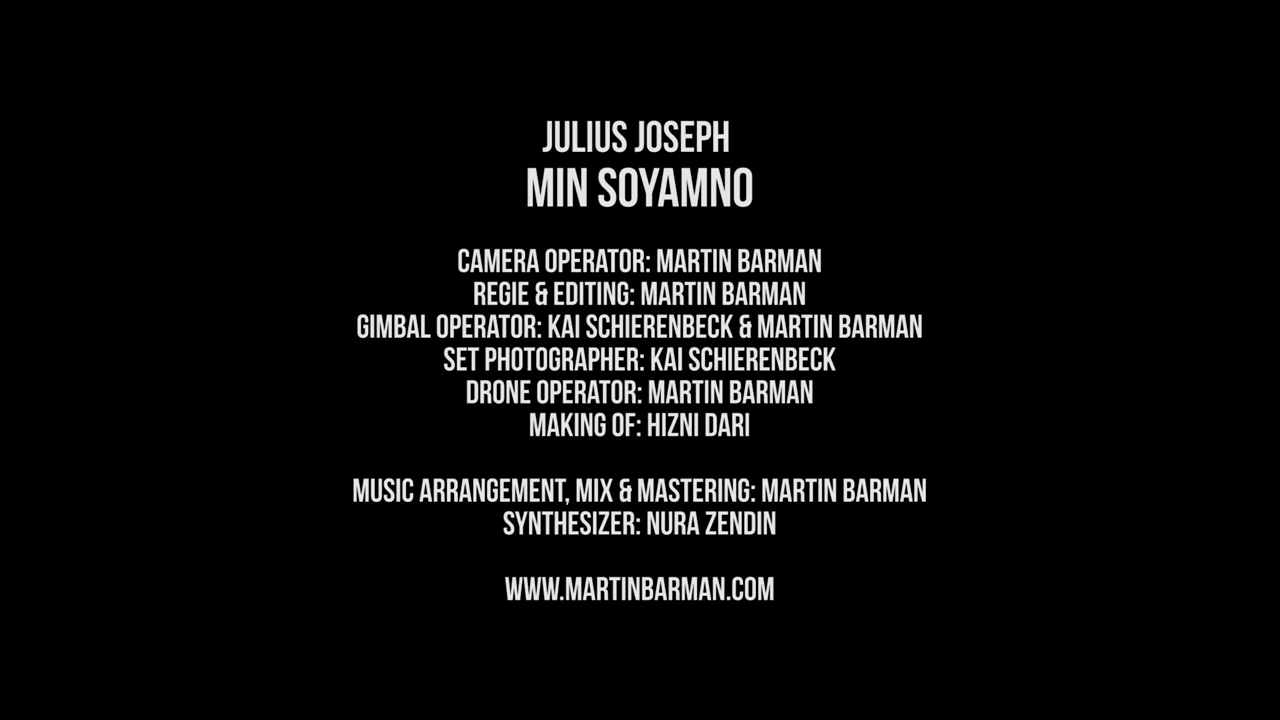 JULIUS JOSEPH
MIN SOYAMNO
CAMERA OPERATOR: MARTIN BARMAN
REGIE & EDITING: MARTIN BARMAN
GIMBAL OPERATOR: KAI SCHIERENBECK & MARTIN BARMAN
SET PHOTOGRAPHER: KAI SCHIERENBECK
DRONE OPERATOR: MARTIN BARMAN
MAKING OF: HIZNI DARI
MUSIC ARRANGEMENT, MIX & MASTERING: MARTIN BARMAN
SYNTHESIZER: NURA ZENDIN
WWW.MARTINBARMAN.COM